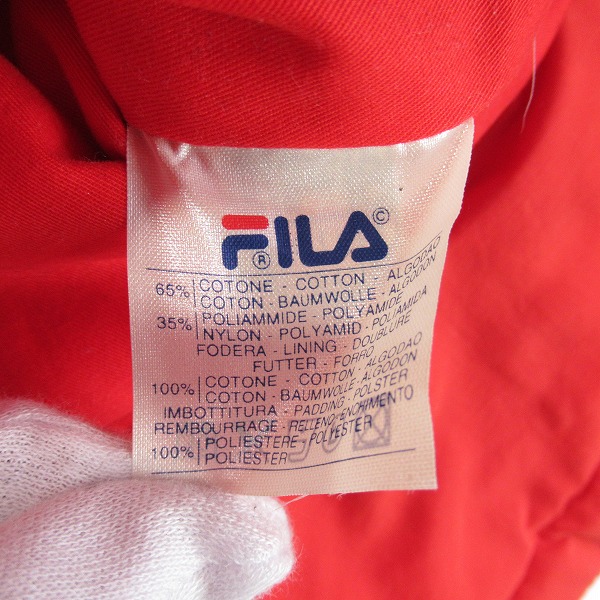 FILA ©
®
65% COTONE - COTTON - ALGODAO
COTON - BAUMWOLLE - ALGODON
35% POLIAMMIDE - POLYAMIDE
NYLON - POLYAMID - POLIAMIDA
FODERA - LINING - DOUBLURE
FUTTER - FORRO
100% COTONE - COTTON - ALGODAO
COTON - BAUMWOLLE - ALGODON
IMBOTTITURA - PADDING - POLSTER
REMBOURRAGE - RELLENO/ENCHIMENTO
100% POLIESTERE - POLYESTER
POLIESTER